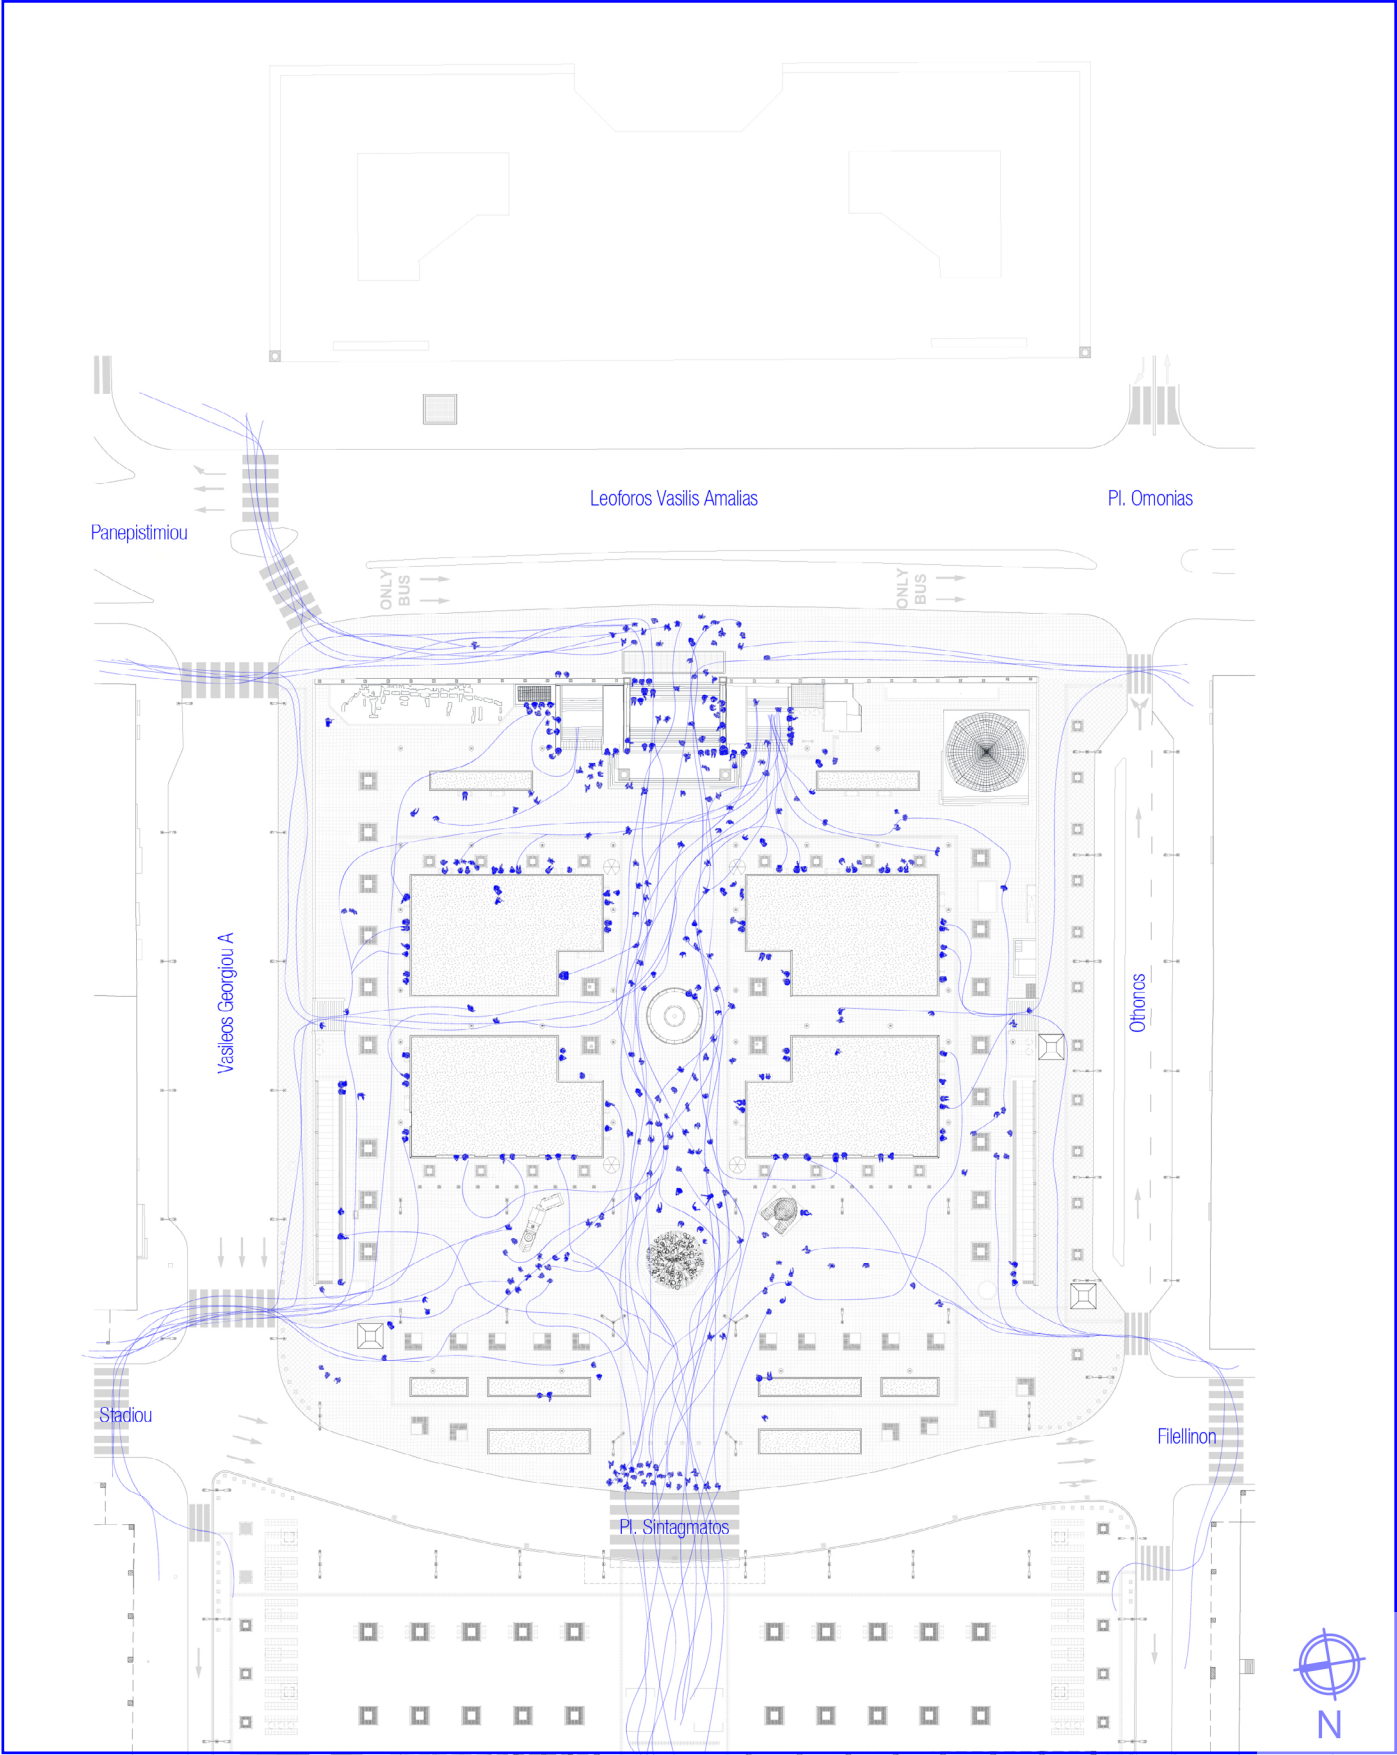 Leoforos Vasilis Amalias
Pl. Omonias
Panepistimiou
ONLY
BUS
ONLY
BUS
Vasileos Georgiou A
Othonos
Stadiou
Filellinon
Pl. Sintagmatos
N